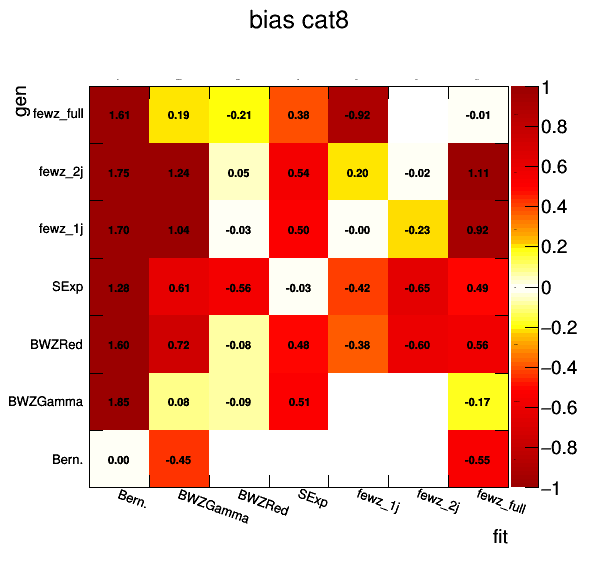 bias cat8
gen
fewz_full 1.61 0.19 -0.21 0.38 -0.92 -0.01
fewz_2j 1.75 1.24 0.05 0.54 0.20 -0.02 1.11
fewz_1j 1.70 1.04 -0.03 0.50 -0.00 -0.23 0.92
SExp 1.28 0.61 -0.56 -0.03 -0.42 -0.65 0.49
BWZRed 1.60 0.72 -0.08 0.48 -0.38 -0.60 0.56
BWZGamma 1.85 0.08 -0.09 0.51 -0.17
Bern. 0.00 -0.45 -0.55
Bern. BWZGamma BWZRed SExp fewz_1j fewz_2j fewz_full
fit
1
0.8
0.6
0.4
0.2
0
-0.2
-0.4
-0.6
-0.8
-1